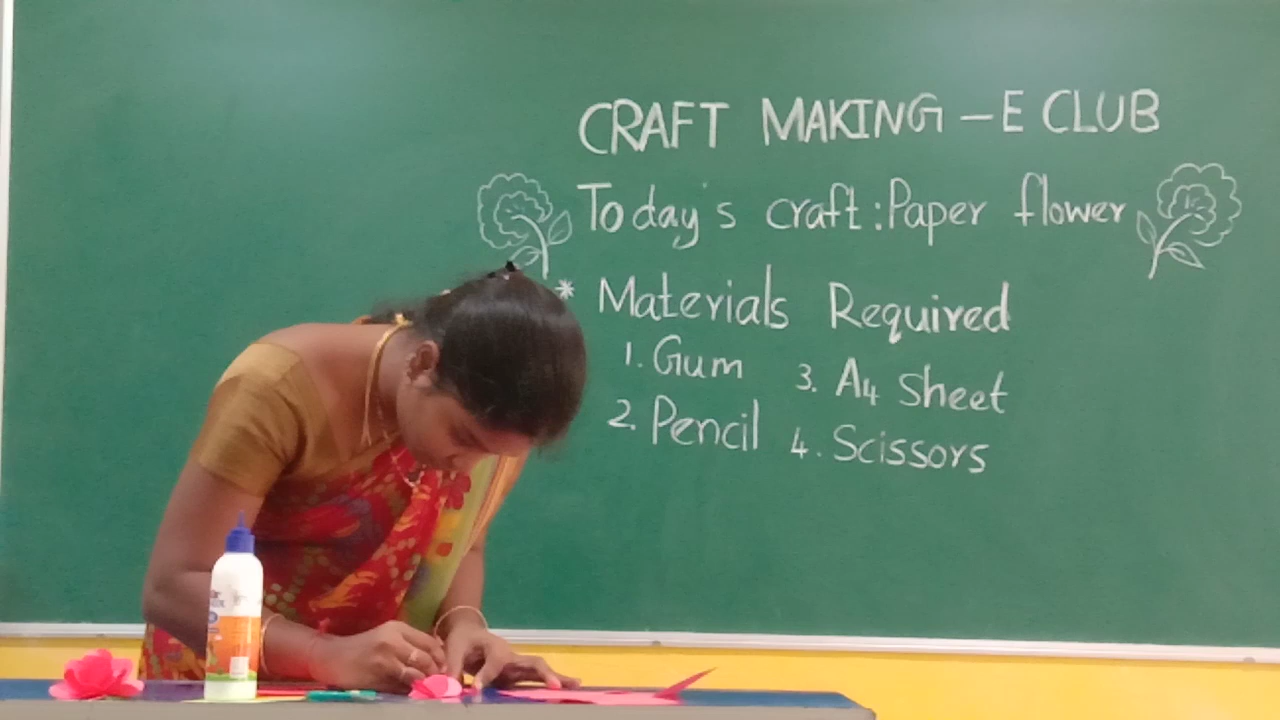 CRAFT MAKING – E CLUB
Today's craft: Paper flower
* Materials Required
1. Gum 3. A4 Sheet
2. Pencil 4. Scissors